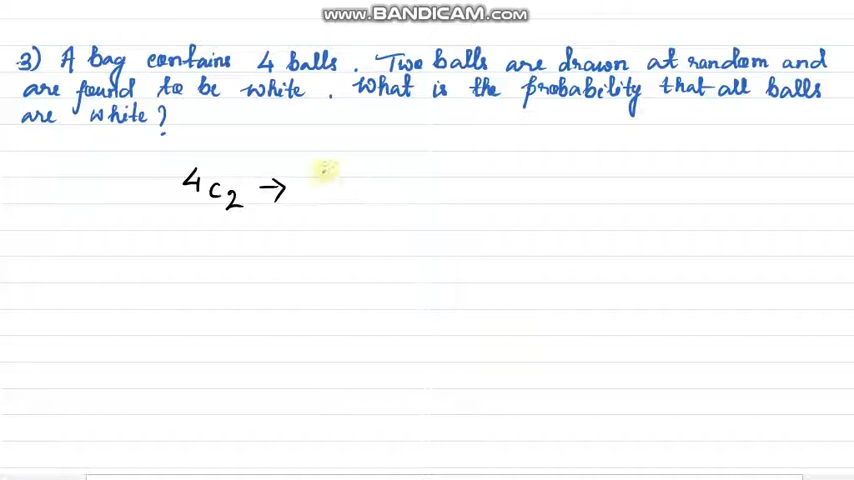 www.BANDICAM.com
3) A bag contains 4 balls. Two balls are drawn at random and
are found to be white. What is the probability that all balls
are white?
4c2 →